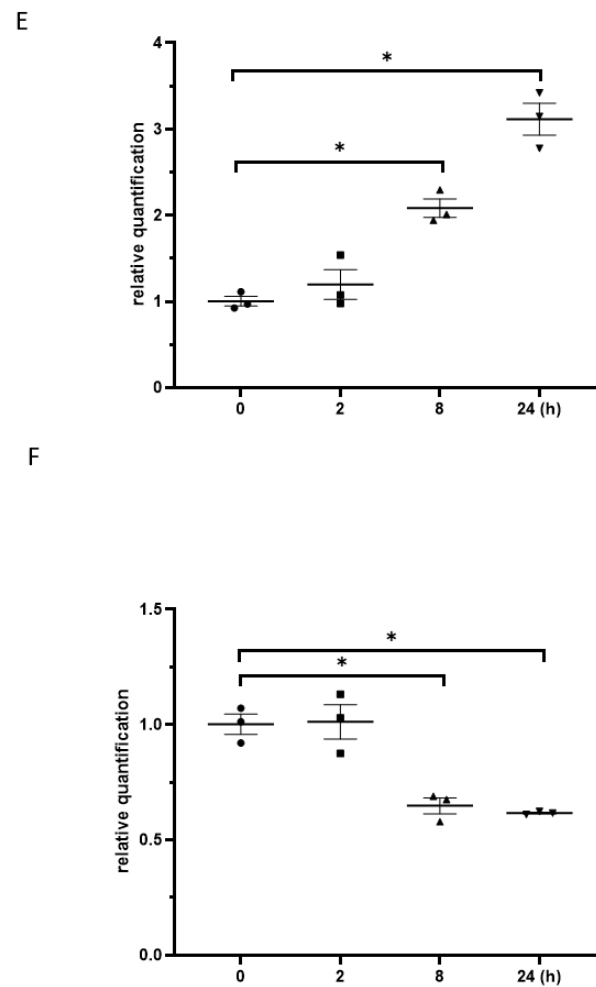 E
4
*
3
*
2
1
0
relative quantification
0 2 8 24 (h)
F
1.5
*
*
1.0
0.5
0.0
relative quantification
0 2 8 24 (h)